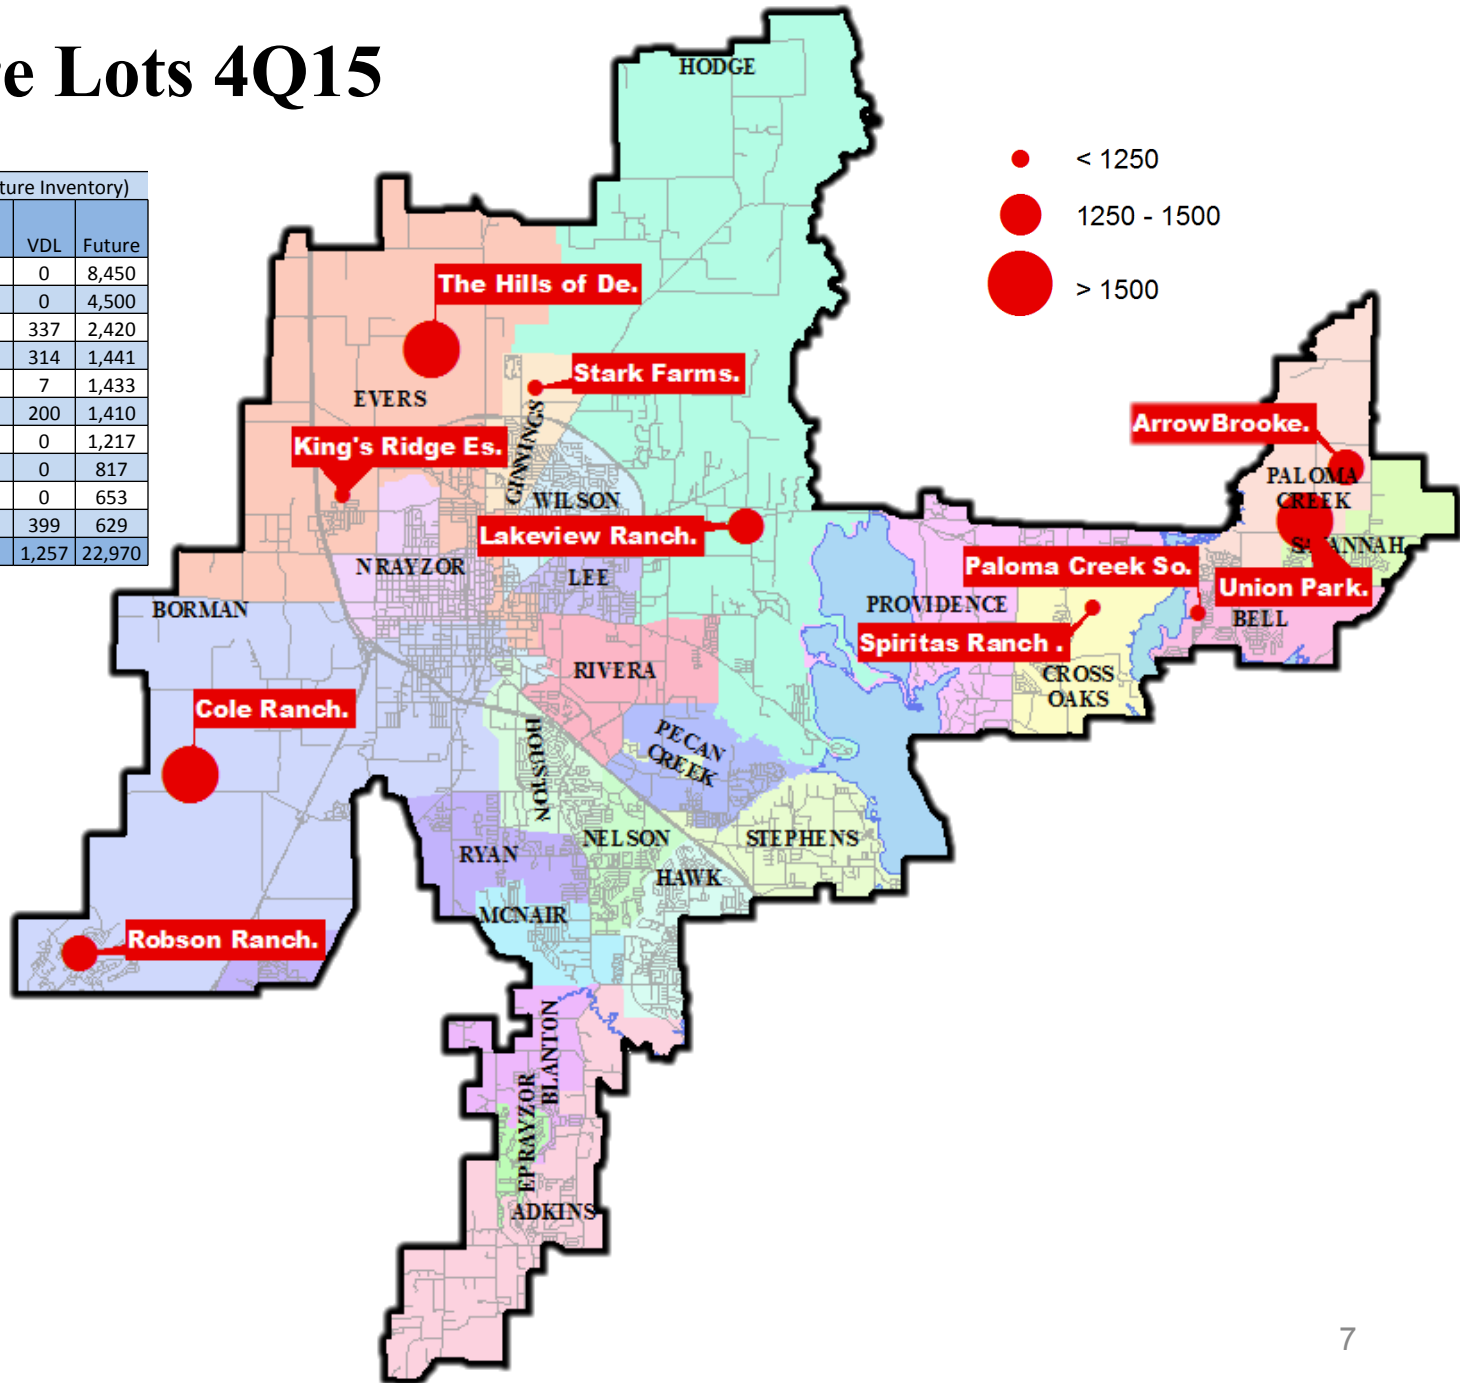 e Lots 4Q15
ture Inventory)
VDL Future
0 8,450
0 4,500
337 2,420
314 1,441
7 1,433
200 1,410
0 1,217
0 817
0 653
399 629
1,257 22,970
< 1250
1250 - 1500
> 1500
HODGE
The Hills of De.
Stark Farms.
EVERS
GINNINGS
King's Ridge Es.
WILSON
Lakeview Ranch.
ArrowBrooke.
PALOMA
CREEK
SAVANNAH
Union Park.
Paloma Creek So.
BELL
PROVIDENCE
Spiritas Ranch .
CROSS
OAKS
N RAYZOR
LEE
BORMAN
RIVERA
Cole Ranch.
HOUSTON
PECAN
CREEK
NELSON
STEPHENS
RYAN
HAWK
MCNAIR
Robson Ranch.
BLANTON
EPRAYZOR
ADKINS
7